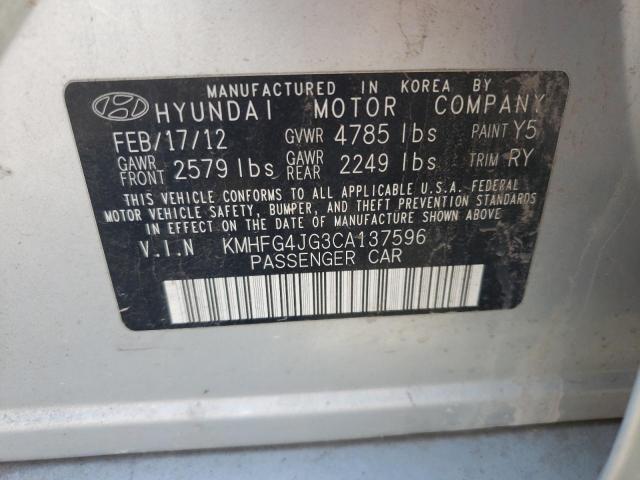 MANUFACTURED IN KOREA BY
HYUNDAI MOTOR COMPANY
FEB/17/12 GVWR 4785 lbs PAINT Y5
GAWR FRONT 2579 lbs GAWR REAR 2249 lbs TRIM RY
THIS VEHICLE CONFORMS TO ALL APPLICABLE U.S.A. FEDERAL
MOTOR VEHICLE SAFETY, BUMPER, AND THEFT PREVENTION STANDARDS
IN EFFECT ON THE DATE OF MANUFACTURE SHOWN ABOVE.
V.I.N KMHFG4JG3CA137596
PASSENGER CAR